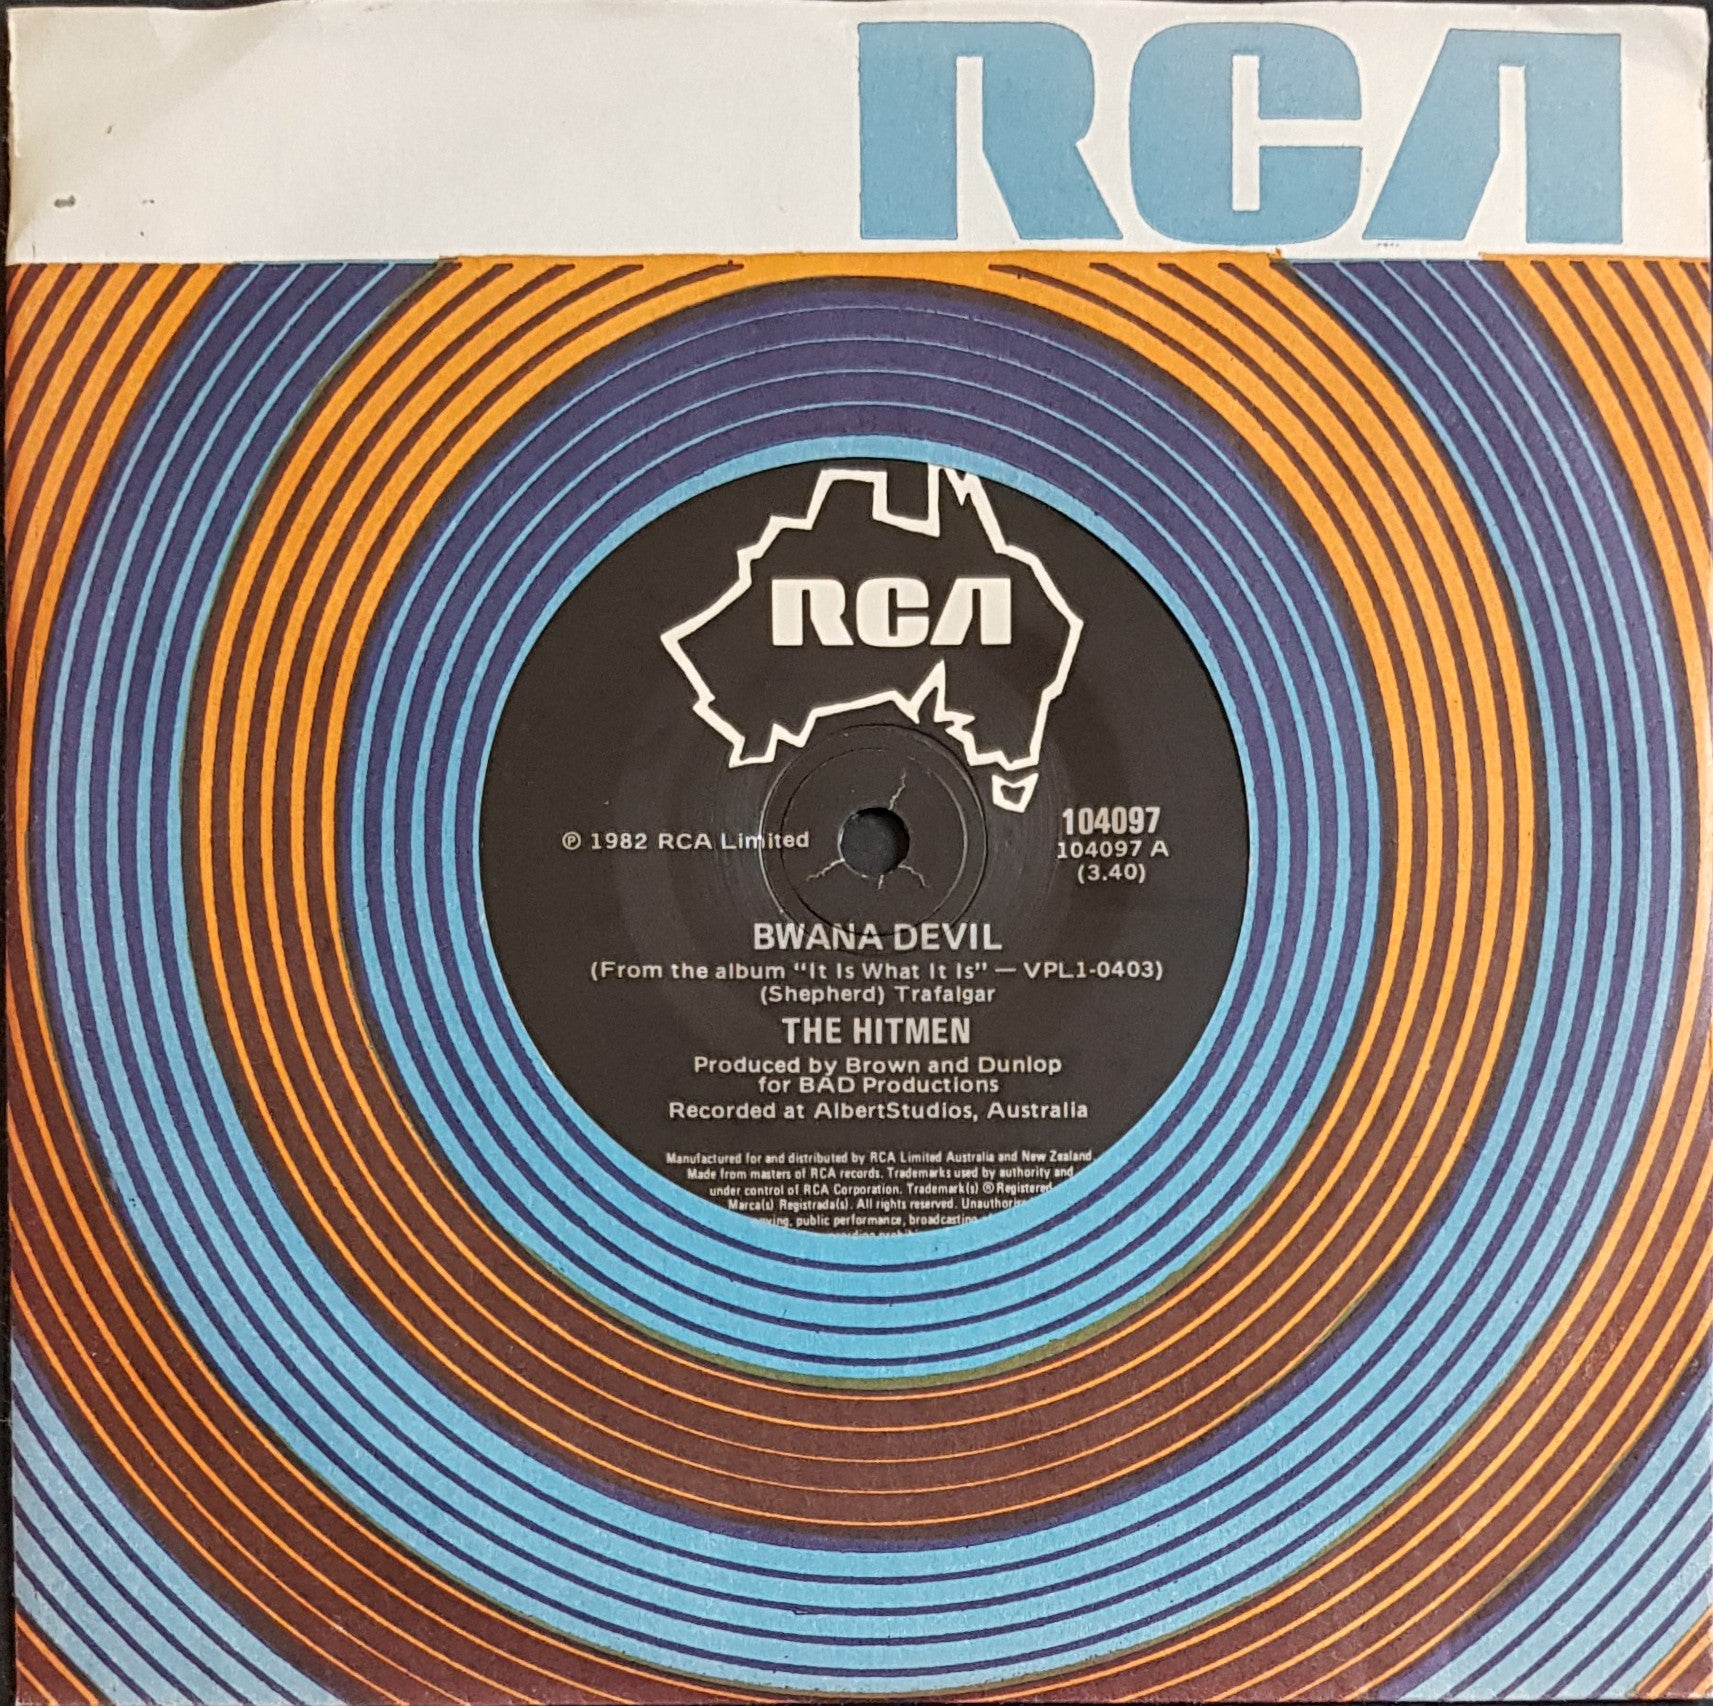 RCA
RCA
℗ 1982 RCA Limited
104097
104097 A
(3.40)
BWANA DEVIL
(From the album "It Is What It Is" — VPL1-0403)
(Shepherd) Trafalgar
THE HITMEN
Produced by Brown and Dunlop
for BAD Productions
Recorded at AlbertStudios, Australia
Manufactured for and distributed by RCA Limited Australia and New Zealand.
Made from masters of RCA records. Trademarks used by authority and
under control of RCA Corporation. Trademark(s) ® Registered
Marca(s) Registrada(s). All rights reserved.
public performance, broadcasting